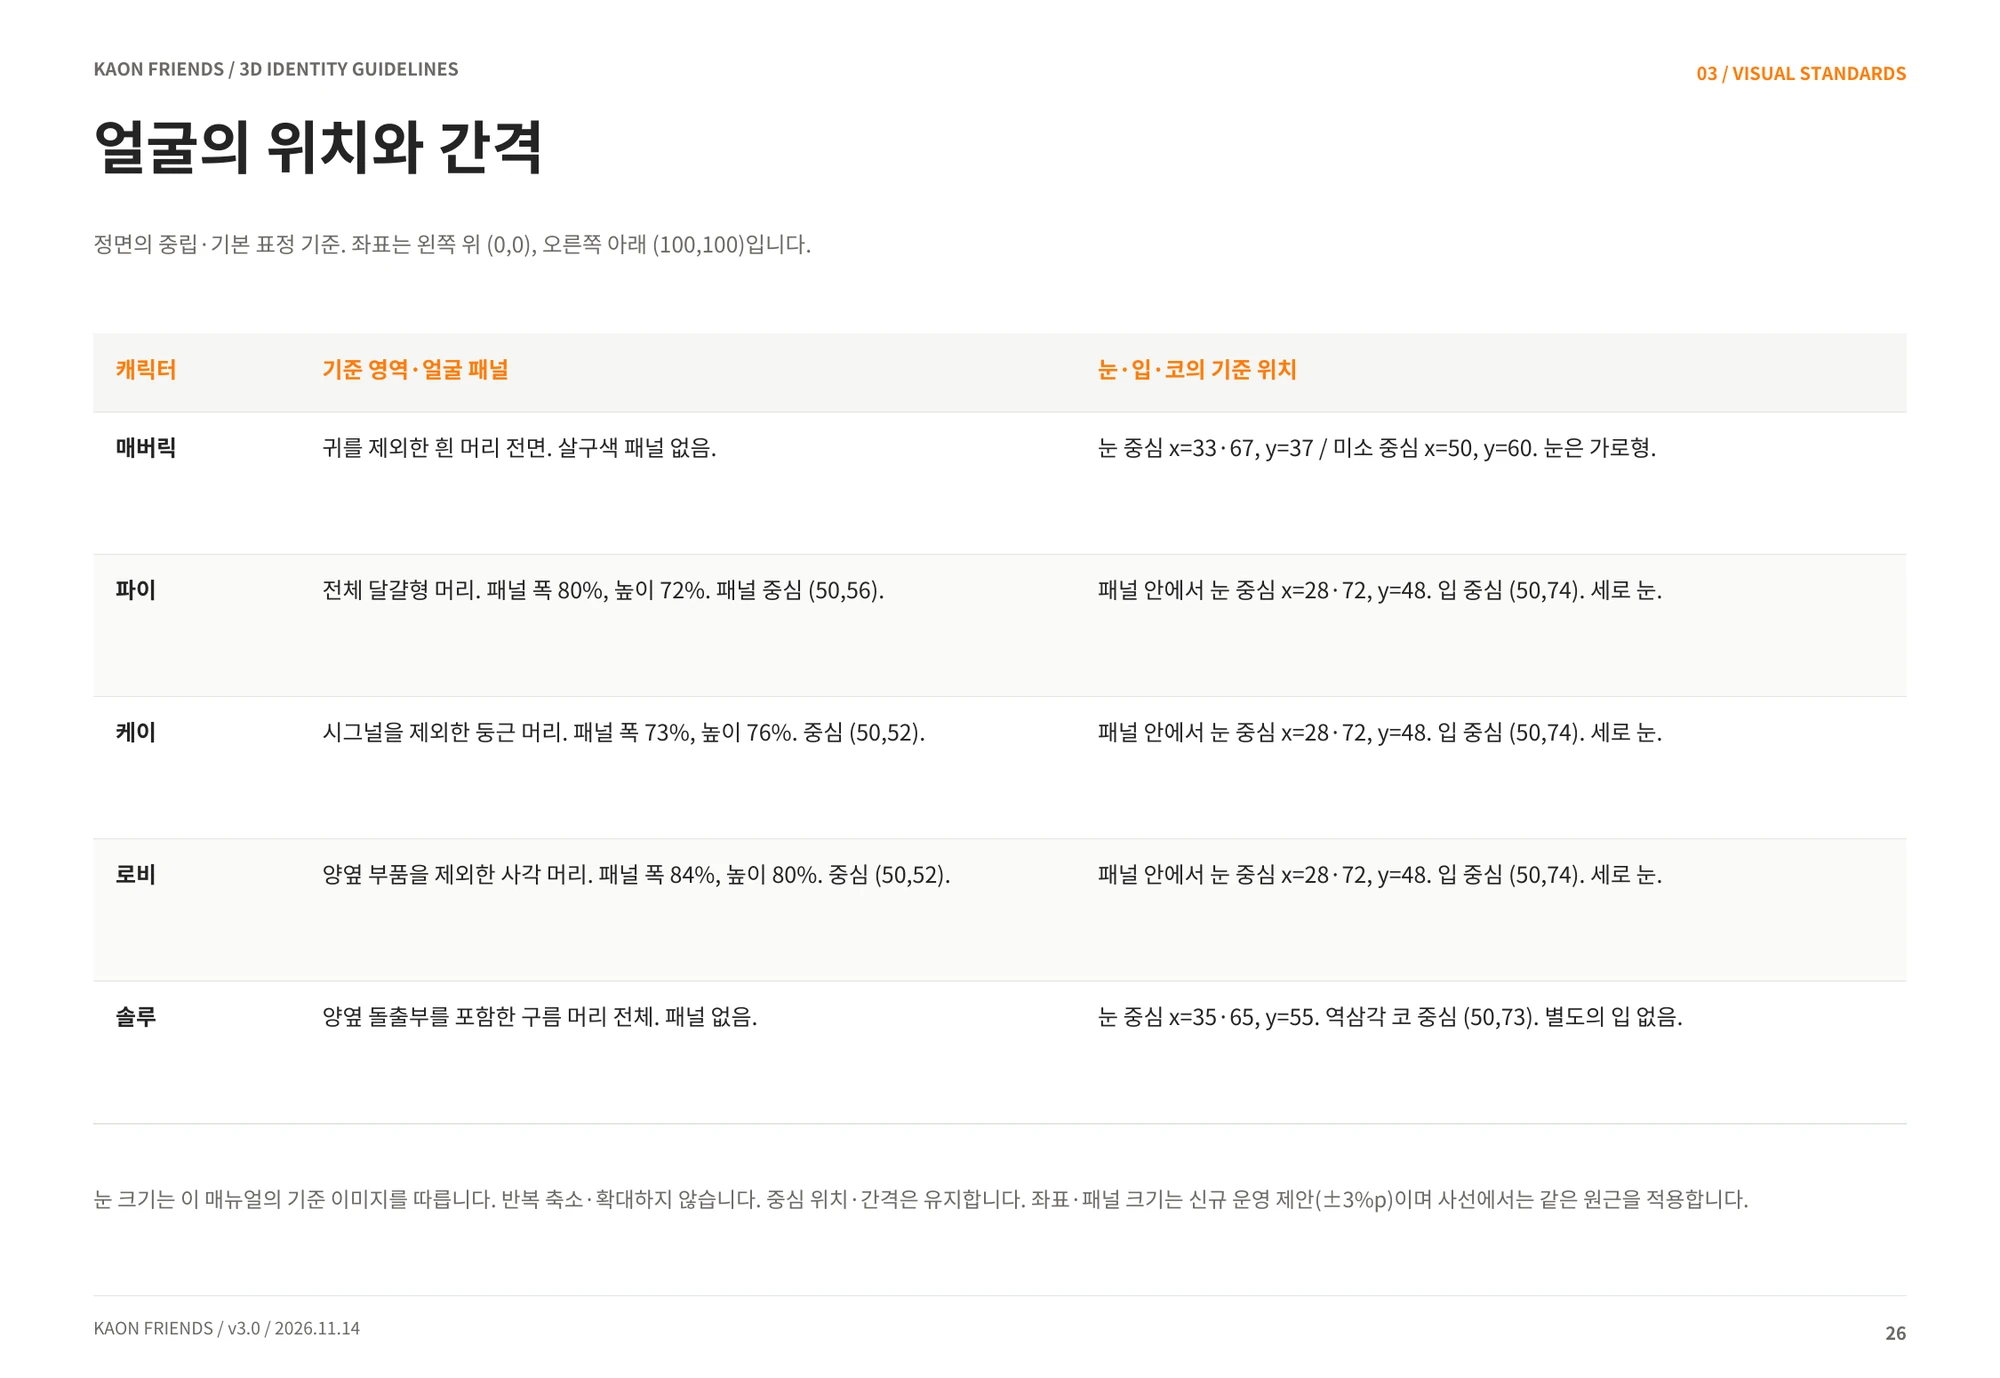 KAON FRIENDS / 3D IDENTITY GUIDELINES
03 / VISUAL STANDARDS
얼굴의 위치와 간격
정면의 중립·기본 표정 기준. 좌표는 왼쪽 위 (0,0), 오른쪽 아래 (100,100)입니다.
캐릭터 기준 영역·얼굴 패널 눈·입·코의 기준 위치
매버릭 귀를 제외한 흰 머리 전면. 살구색 패널 없음. 눈 중심 x=33·67, y=37 / 미소 중심 x=50, y=60. 눈은 가로형.
파이 전체 달걀형 머리. 패널 폭 80%, 높이 72%. 패널 중심 (50,56). 패널 안에서 눈 중심 x=28·72, y=48. 입 중심 (50,74). 세로 눈.
케이 시그널을 제외한 둥근 머리. 패널 폭 73%, 높이 76%. 중심 (50,52). 패널 안에서 눈 중심 x=28·72, y=48. 입 중심 (50,74). 세로 눈.
로비 양옆 부품을 제외한 사각 머리. 패널 폭 84%, 높이 80%. 중심 (50,52). 패널 안에서 눈 중심 x=28·72, y=48. 입 중심 (50,74). 세로 눈.
솔루 양옆 돌출부를 포함한 구름 머리 전체. 패널 없음. 눈 중심 x=35·65, y=55. 역삼각 코 중심 (50,73). 별도의 입 없음.
눈 크기는 이 매뉴얼의 기준 이미지를 따릅니다. 반복 축소·확대하지 않습니다. 중심 위치·간격은 유지합니다. 좌표·패널 크기는 신규 운영 제안(±3%p)이며 사선에서는 같은 원근을 적용합니다.
KAON FRIENDS / v3.0 / 2026.11.14
26